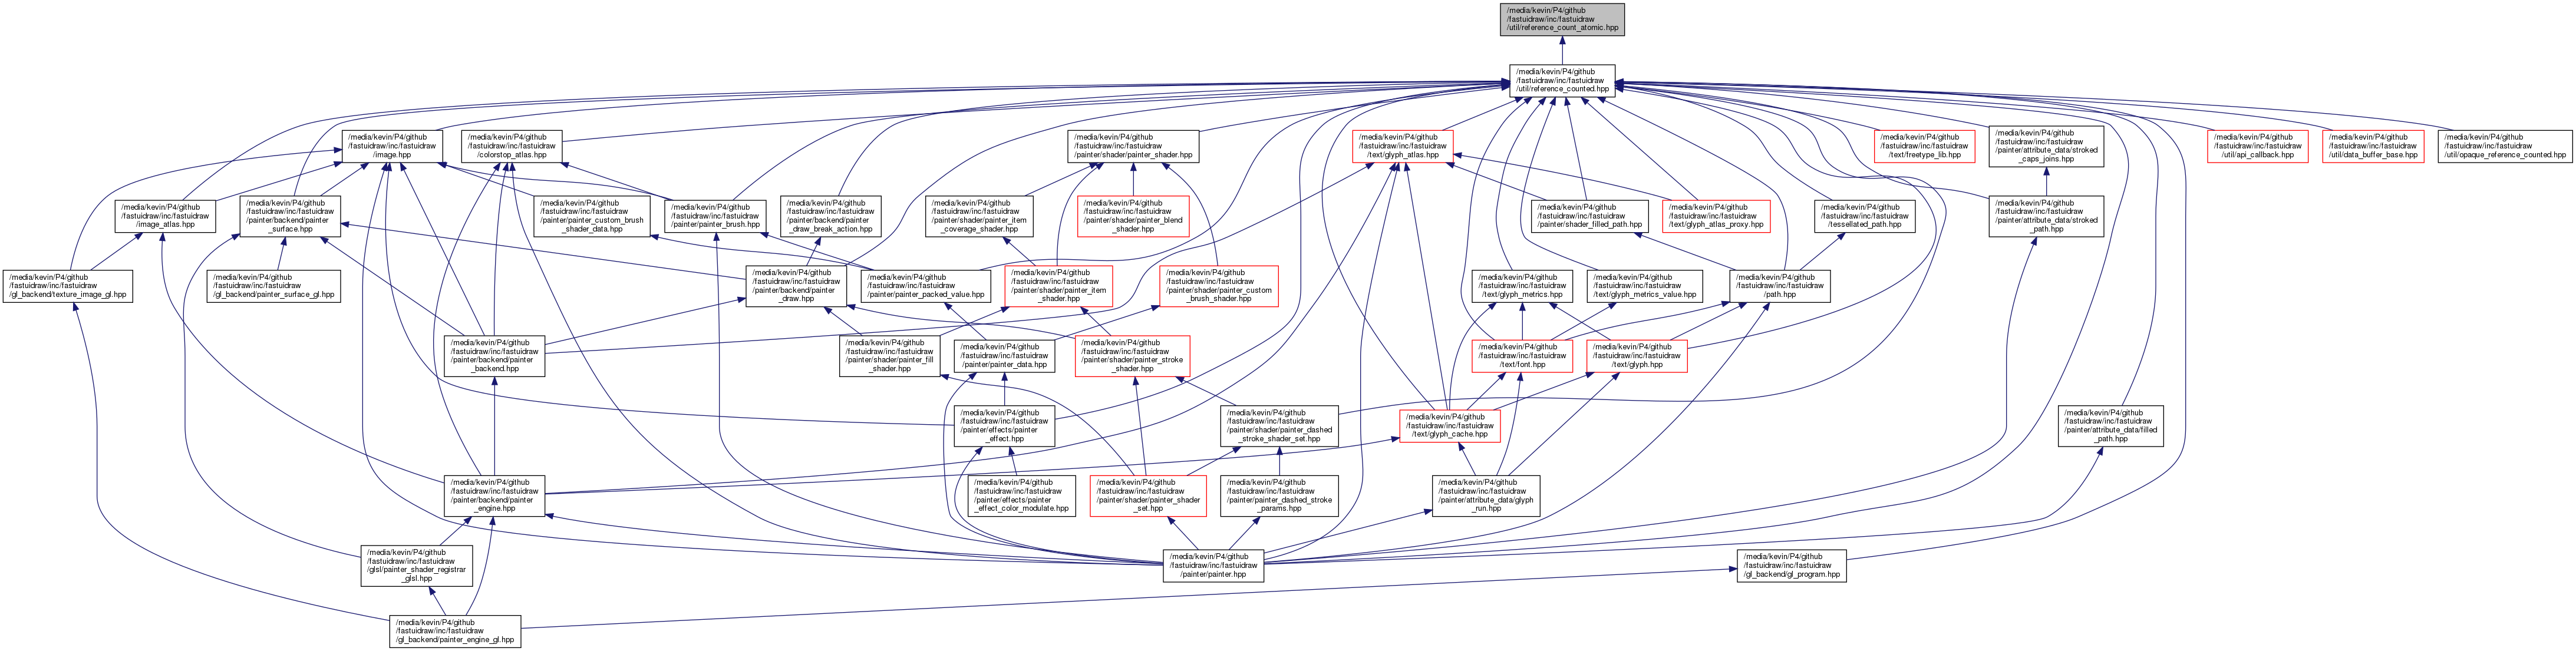 /media/kevin/P4/github
/fastuidraw/inc/fastuidraw
/util/reference_count_atomic.hpp
/media/kevin/P4/github
/fastuidraw/inc/fastuidraw
/util/reference_counted.hpp
/media/kevin/P4/github
/fastuidraw/inc/fastuidraw
/image.hpp
/media/kevin/P4/github
/fastuidraw/inc/fastuidraw
/colorstop_atlas.hpp
/media/kevin/P4/github
/fastuidraw/inc/fastuidraw
/painter/shader/painter_shader.hpp
/media/kevin/P4/github
/fastuidraw/inc/fastuidraw
/text/glyph_atlas.hpp
/media/kevin/P4/github
/fastuidraw/inc/fastuidraw
/text/freetype_lib.hpp
/media/kevin/P4/github
/fastuidraw/inc/fastuidraw
/painter/attribute_data/stroked
_caps_joins.hpp
/media/kevin/P4/github
/fastuidraw/inc/fastuidraw
/util/api_callback.hpp
/media/kevin/P4/github
/fastuidraw/inc/fastuidraw
/util/data_buffer_base.hpp
/media/kevin/P4/github
/fastuidraw/inc/fastuidraw
/util/opaque_reference_counted.hpp
/media/kevin/P4/github
/fastuidraw/inc/fastuidraw
/image_atlas.hpp
/media/kevin/P4/github
/fastuidraw/inc/fastuidraw
/painter/backend/painter
_surface.hpp
/media/kevin/P4/github
/fastuidraw/inc/fastuidraw
/painter/painter_custom_brush
_shader_data.hpp
/media/kevin/P4/github
/fastuidraw/inc/fastuidraw
/painter/painter_brush.hpp
/media/kevin/P4/github
/fastuidraw/inc/fastuidraw
/painter/backend/painter
_draw_break_action.hpp
/media/kevin/P4/github
/fastuidraw/inc/fastuidraw
/painter/shader/painter_item
_coverage_shader.hpp
/media/kevin/P4/github
/fastuidraw/inc/fastuidraw
/painter/shader/painter_blend
_shader.hpp
/media/kevin/P4/github
/fastuidraw/inc/fastuidraw
/painter/shader_filled_path.hpp
/media/kevin/P4/github
/fastuidraw/inc/fastuidraw
/text/glyph_atlas_proxy.hpp
/media/kevin/P4/github
/fastuidraw/inc/fastuidraw
/tessellated_path.hpp
/media/kevin/P4/github
/fastuidraw/inc/fastuidraw
/painter/attribute_data/stroked
_path.hpp
/media/kevin/P4/github
/fastuidraw/inc/fastuidraw
/gl_backend/texture_image_gl.hpp
/media/kevin/P4/github
/fastuidraw/inc/fastuidraw
/gl_backend/painter_surface_gl.hpp
/media/kevin/P4/github
/fastuidraw/inc/fastuidraw
/painter/backend/painter
_draw.hpp
/media/kevin/P4/github
/fastuidraw/inc/fastuidraw
/painter/painter_packed_value.hpp
/media/kevin/P4/github
/fastuidraw/inc/fastuidraw
/painter/shader/painter_item
_shader.hpp
/media/kevin/P4/github
/fastuidraw/inc/fastuidraw
/painter/shader/painter_custom
_brush_shader.hpp
/media/kevin/P4/github
/fastuidraw/inc/fastuidraw
/text/glyph_metrics.hpp
/media/kevin/P4/github
/fastuidraw/inc/fastuidraw
/text/glyph_metrics_value.hpp
/media/kevin/P4/github
/fastuidraw/inc/fastuidraw
/path.hpp
/media/kevin/P4/github
/fastuidraw/inc/fastuidraw
/painter/backend/painter
_backend.hpp
/media/kevin/P4/github
/fastuidraw/inc/fastuidraw
/painter/shader/painter_fill
_shader.hpp
/media/kevin/P4/github
/fastuidraw/inc/fastuidraw
/painter/painter_data.hpp
/media/kevin/P4/github
/fastuidraw/inc/fastuidraw
/painter/shader/painter_stroke
_shader.hpp
/media/kevin/P4/github
/fastuidraw/inc/fastuidraw
/text/font.hpp
/media/kevin/P4/github
/fastuidraw/inc/fastuidraw
/text/glyph.hpp
/media/kevin/P4/github
/fastuidraw/inc/fastuidraw
/painter/effects/painter
_effect.hpp
/media/kevin/P4/github
/fastuidraw/inc/fastuidraw
/painter/shader/painter_dashed
_stroke_shader_set.hpp
/media/kevin/P4/github
/fastuidraw/inc/fastuidraw
/text/glyph_cache.hpp
/media/kevin/P4/github
/fastuidraw/inc/fastuidraw
/painter/attribute_data/filled
_path.hpp
/media/kevin/P4/github
/fastuidraw/inc/fastuidraw
/painter/backend/painter
_engine.hpp
/media/kevin/P4/github
/fastuidraw/inc/fastuidraw
/painter/effects/painter
_effect_color_modulate.hpp
/media/kevin/P4/github
/fastuidraw/inc/fastuidraw
/painter/shader/painter_shader
_set.hpp
/media/kevin/P4/github
/fastuidraw/inc/fastuidraw
/painter/painter_dashed_stroke
_params.hpp
/media/kevin/P4/github
/fastuidraw/inc/fastuidraw
/painter/attribute_data/glyph
_run.hpp
/media/kevin/P4/github
/fastuidraw/inc/fastuidraw
/glsl/painter_shader_registrar
_glsl.hpp
/media/kevin/P4/github
/fastuidraw/inc/fastuidraw
/painter/painter.hpp
/media/kevin/P4/github
/fastuidraw/inc/fastuidraw
/gl_backend/gl_program.hpp
/media/kevin/P4/github
/fastuidraw/inc/fastuidraw
/gl_backend/painter_engine_gl.hpp